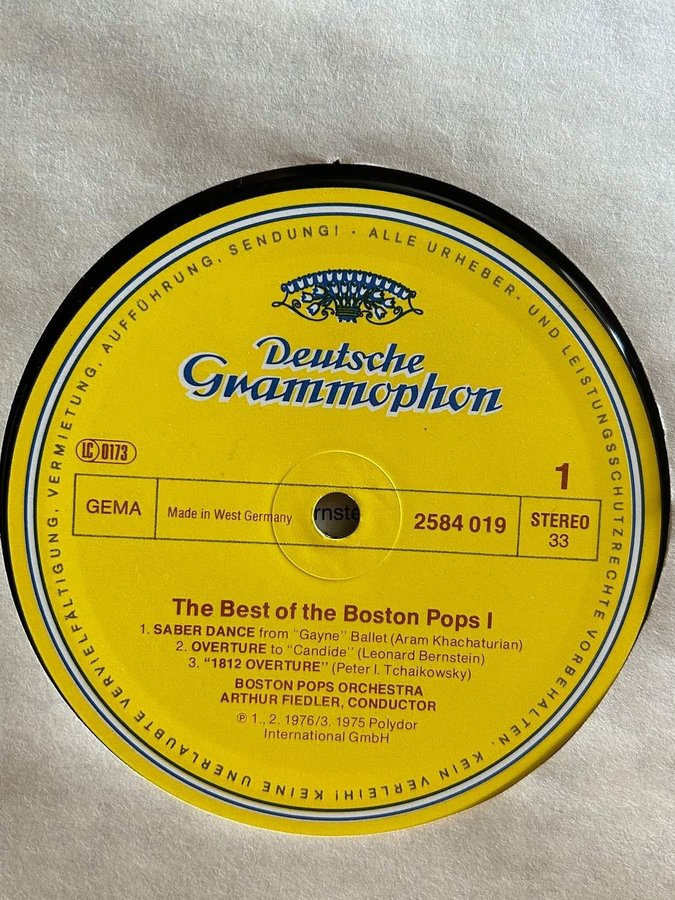 ALLE URHEBER- UND LEISTUNGSSCHUTZRECHTE VORBEHALTEN. KEIN VERLEIH! KEINE UNERLAUBTE VERVIELFÄLTIGUNG, VERMIETUNG, AUFFÜHRUNG, SENDUNG! ·
Deutsche
Grammophon
LC 0173
1
GEMA
Made in West Germany
rnste
2584 019
STEREO
33
The Best of the Boston Pops I
1. SABER DANCE from "Gayne" Ballet (Aram Khachaturian)
2. OVERTURE to "Candide" (Leonard Bernstein)
3. "1812 OVERTURE" (Peter I. Tchaikowsky)
BOSTON POPS ORCHESTRA
ARTHUR FIEDLER, CONDUCTOR
℗ 1., 2. 1976/3. 1975 Polydor
International GmbH